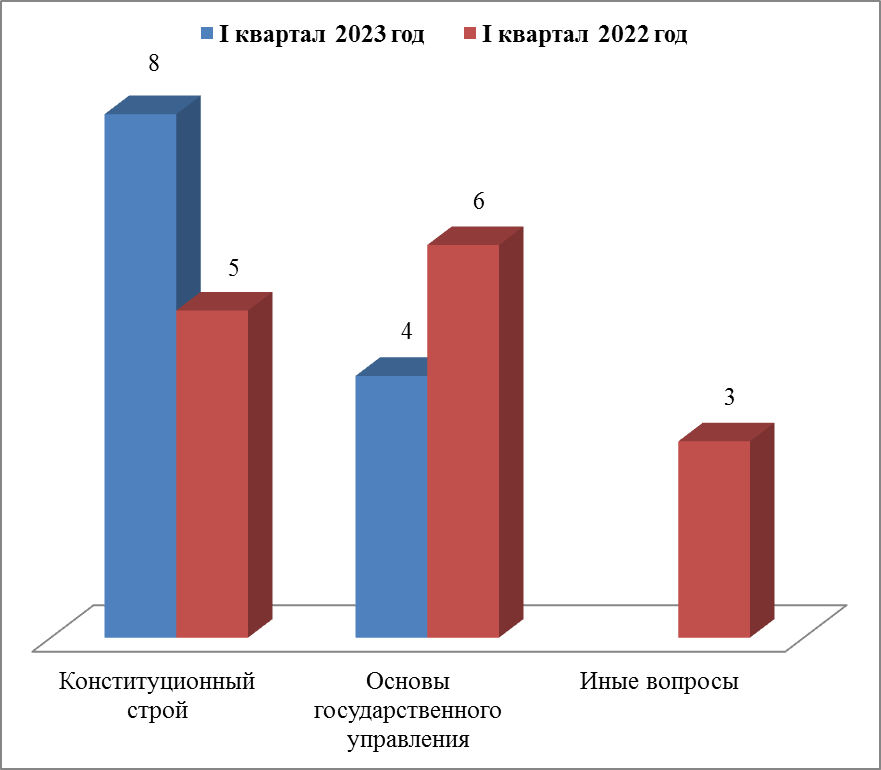 I квартал 2023 год I квартал 2022 год
8
5
4
6
3
Конституционный
строй
Основы
государственного
управления
Иные вопросы